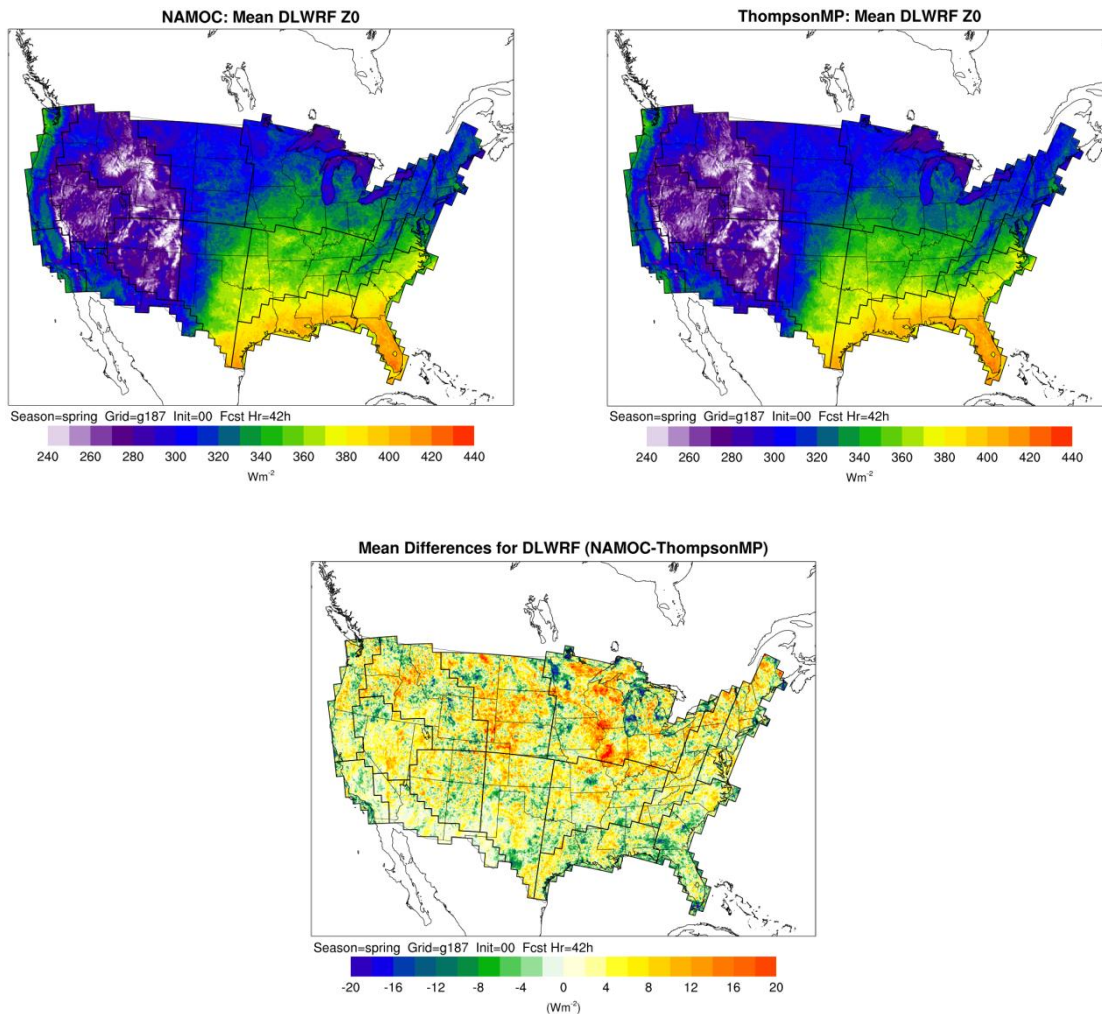 NAMOC: Mean DLWRF Z0
Season=spring Grid=g187 Init=00 Fcst Hr=42h
240 260 280 300 320 340 360 380 400 420 440
Wm-2
ThompsonMP: Mean DLWRF Z0
Season=spring Grid=g187 Init=00 Fcst Hr=42h
240 260 280 300 320 340 360 380 400 420 440
Wm-2
Mean Differences for DLWRF (NAMOC-ThompsonMP)
Season=spring Grid=g187 Init=00 Fcst Hr=42h
-20 -16 -12 -8 -4 0 4 8 12 16 20
(Wm-2)